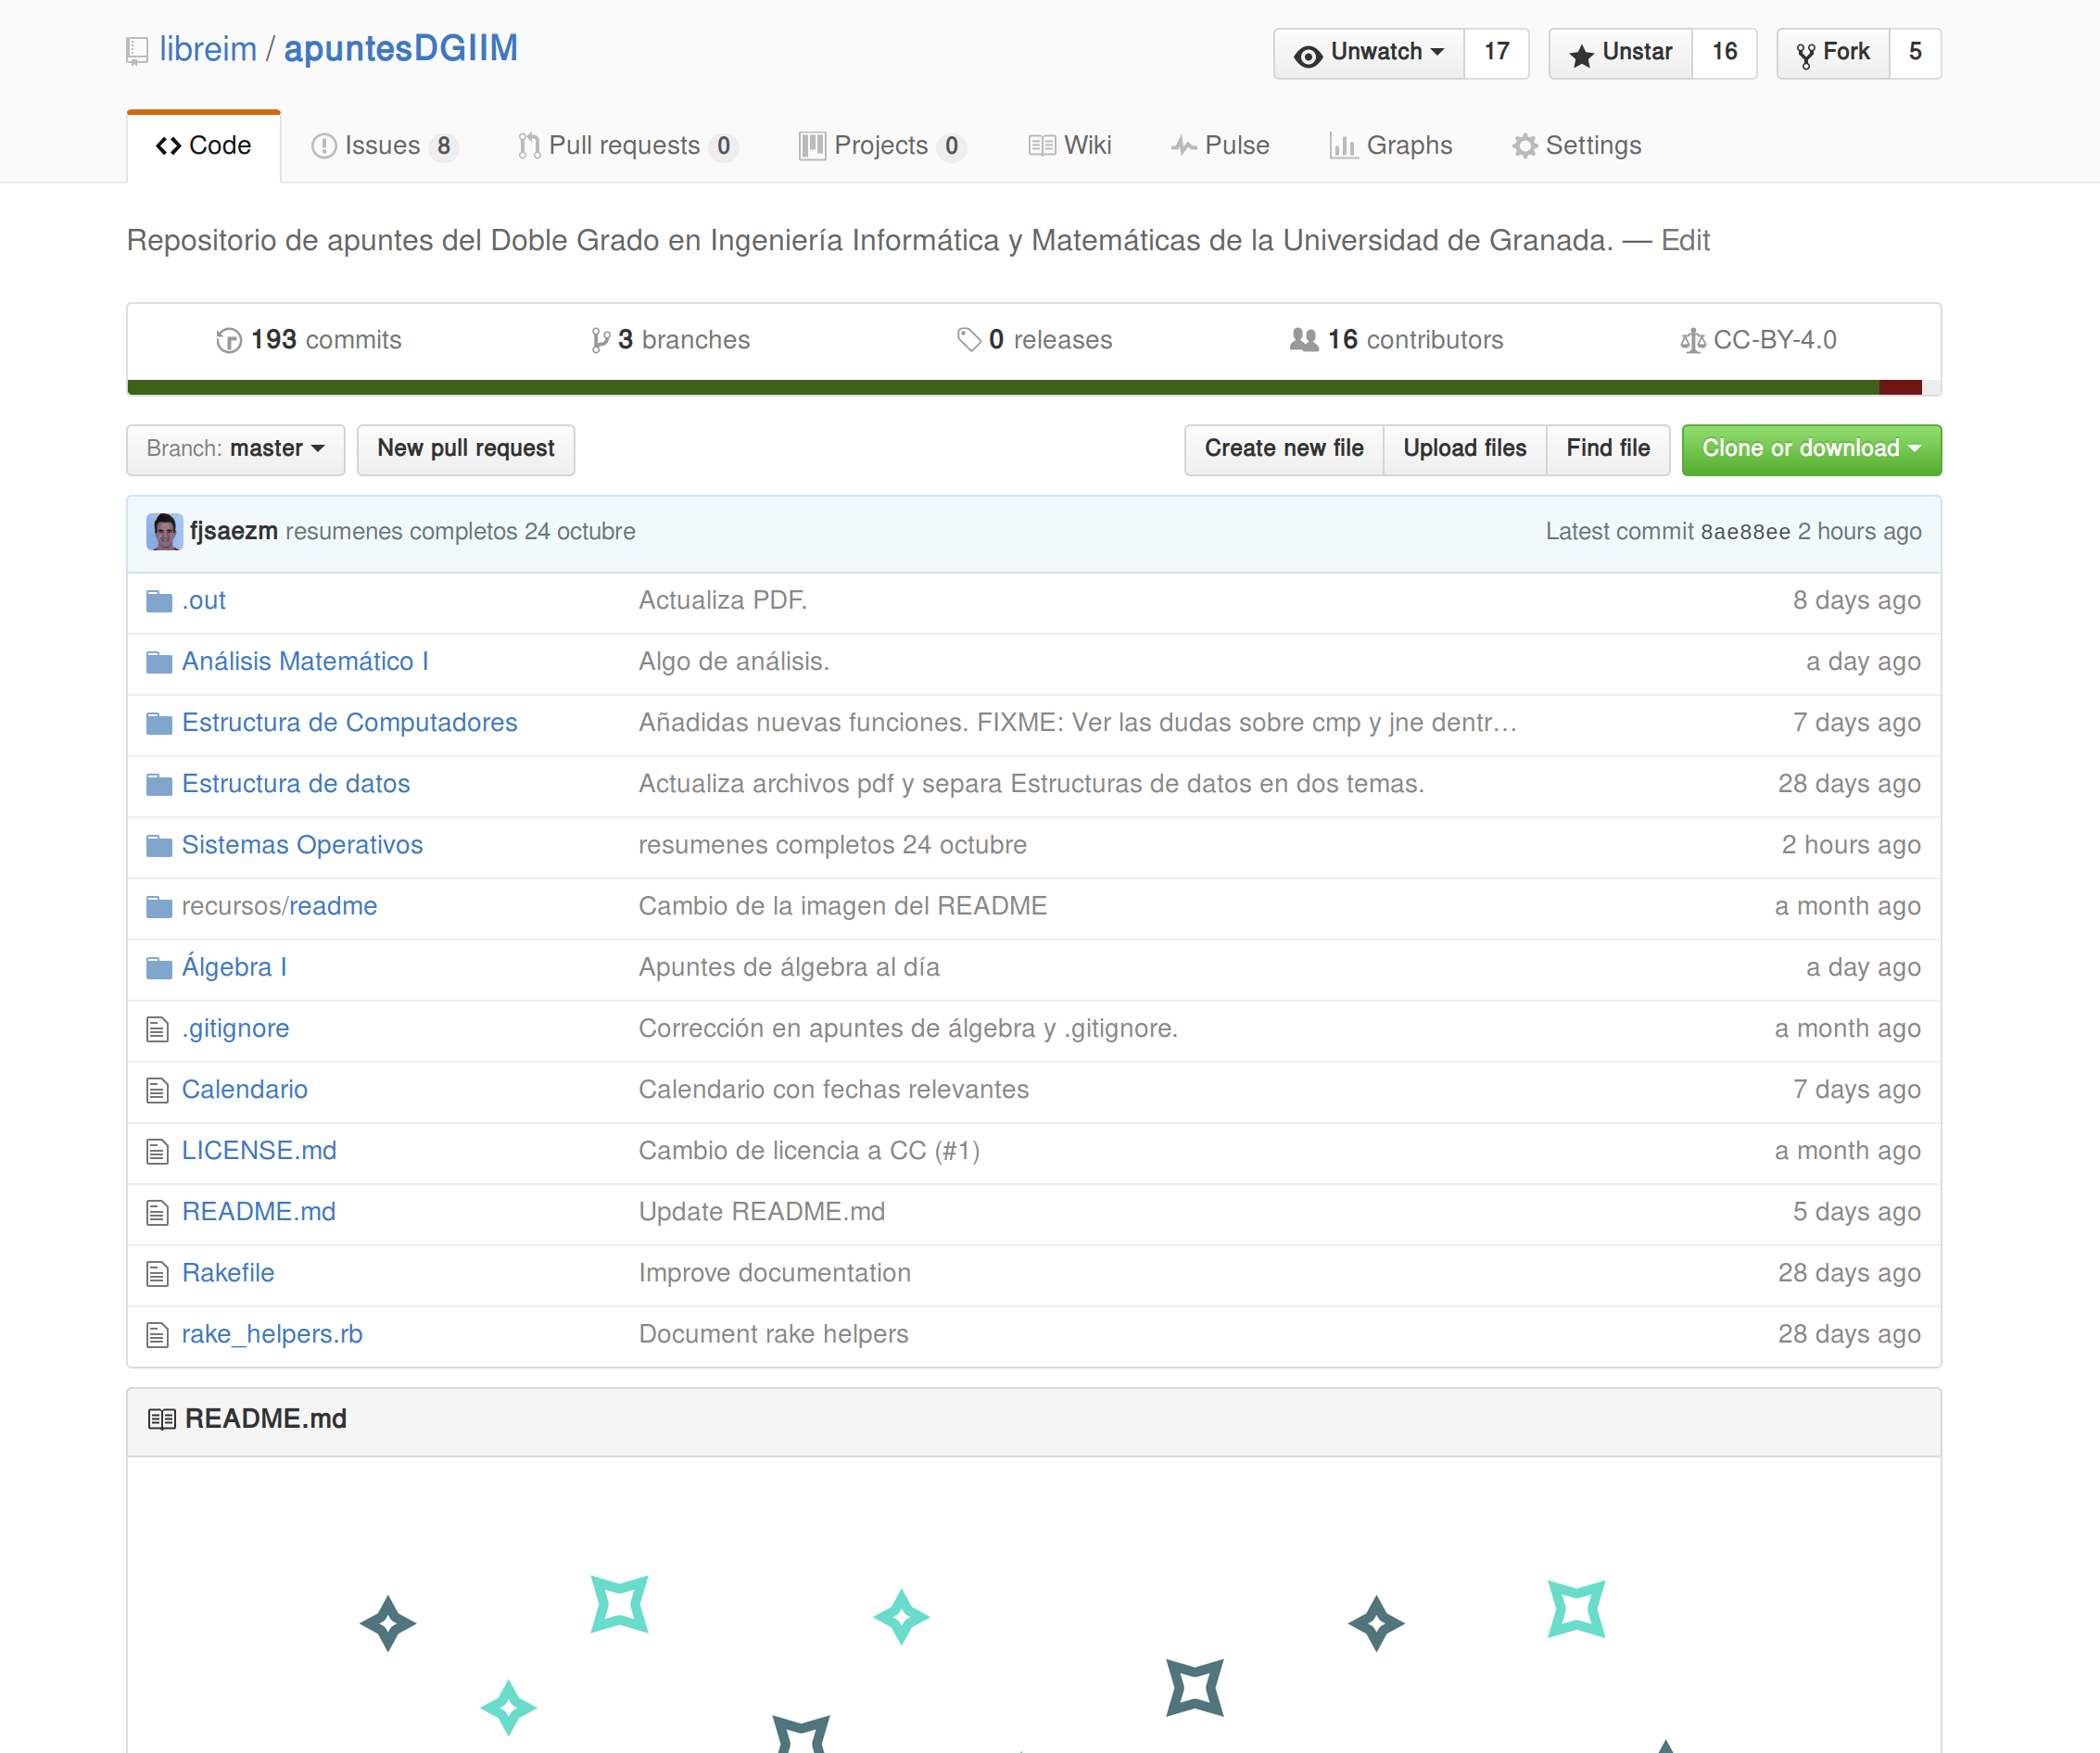 libreim / apuntesDGIIM Unwatch 17 Unstar 16 Fork 5
Code Issues 8 Pull requests 0 Projects 0 Wiki Pulse Graphs Settings
Repositorio de apuntes del Doble Grado en Ingeniería Informática y Matemáticas de la Universidad de Granada. — Edit
193 commits 3 branches 0 releases 16 contributors CC-BY-4.0
Branch: master New pull request Create new file Upload files Find file Clone or download
fjsaezm resumenes completos 24 octubre Latest commit 8ae88ee 2 hours ago
.out Actualiza PDF. 8 days ago
Análisis Matemático I Algo de análisis. a day ago
Estructura de Computadores Añadidas nuevas funciones. FIXME: Ver las dudas sobre cmp y jne dentr… 7 days ago
Estructura de datos Actualiza archivos pdf y separa Estructuras de datos en dos temas. 28 days ago
Sistemas Operativos resumenes completos 24 octubre 2 hours ago
recursos/readme Cambio de la imagen del README a month ago
Álgebra I Apuntes de álgebra al día a day ago
.gitignore Corrección en apuntes de álgebra y .gitignore. a month ago
Calendario Calendario con fechas relevantes 7 days ago
LICENSE.md Cambio de licencia a CC (#1) a month ago
README.md Update README.md 5 days ago
Rakefile Improve documentation 28 days ago
rake_helpers.rb Document rake helpers 28 days ago
README.md